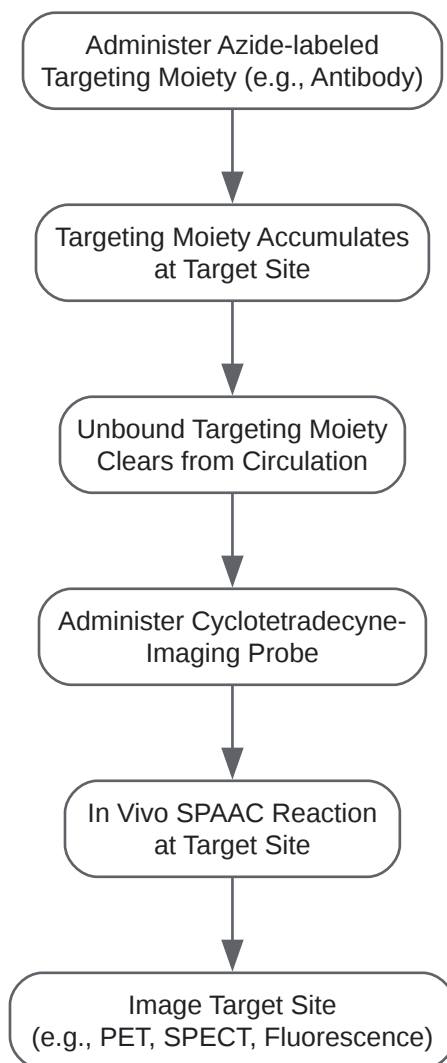 Administer Azide-labeled
Targeting Moiety (e.g., Antibody)
Targeting Moiety Accumulates
at Target Site
Unbound Targeting Moiety
Clears from Circulation
Administer Cyclotetradecyne-
Imaging Probe
In Vivo SPAAC Reaction
at Target Site
Image Target Site
(e.g., PET, SPECT, Fluorescence)